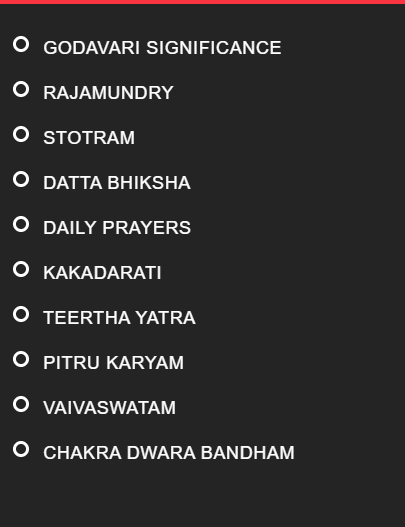 GODAVARI SIGNIFICANCE
RAJAMUNDRY
STOTRAM
DATTA BHIKSHA
DAILY PRAYERS
KAKADARATI
TEERTHA YATRA
PITRU KARYAM
VAIVASWATAM
CHAKRA DWARA BANDHAM